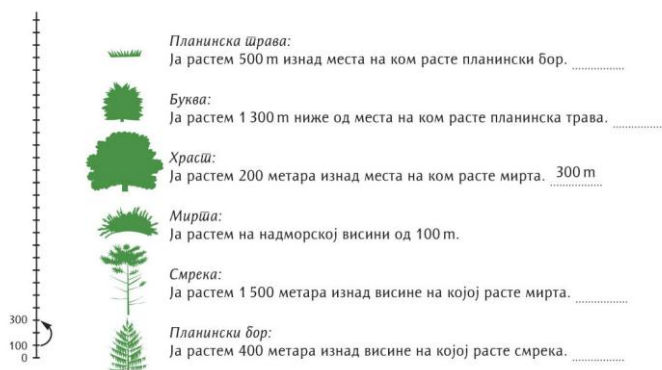 Планинска трава:
Ја растем 500 m изнад места на ком расте планински бор.
Буква:
Ја растем 1 300 m ниже од места на ком расте планинска трава.
Храст:
Ја растем 200 метара изнад места на ком расте мирта. 300 m
Мирта:
Ја растем на надморској висини од 100 m.
Смрека:
Ја растем 1 500 метара изнад висине на којој расте мирта.
Планински бор:
Ја растем 400 метара изнад висине на којој расте смрека.
300
100
0